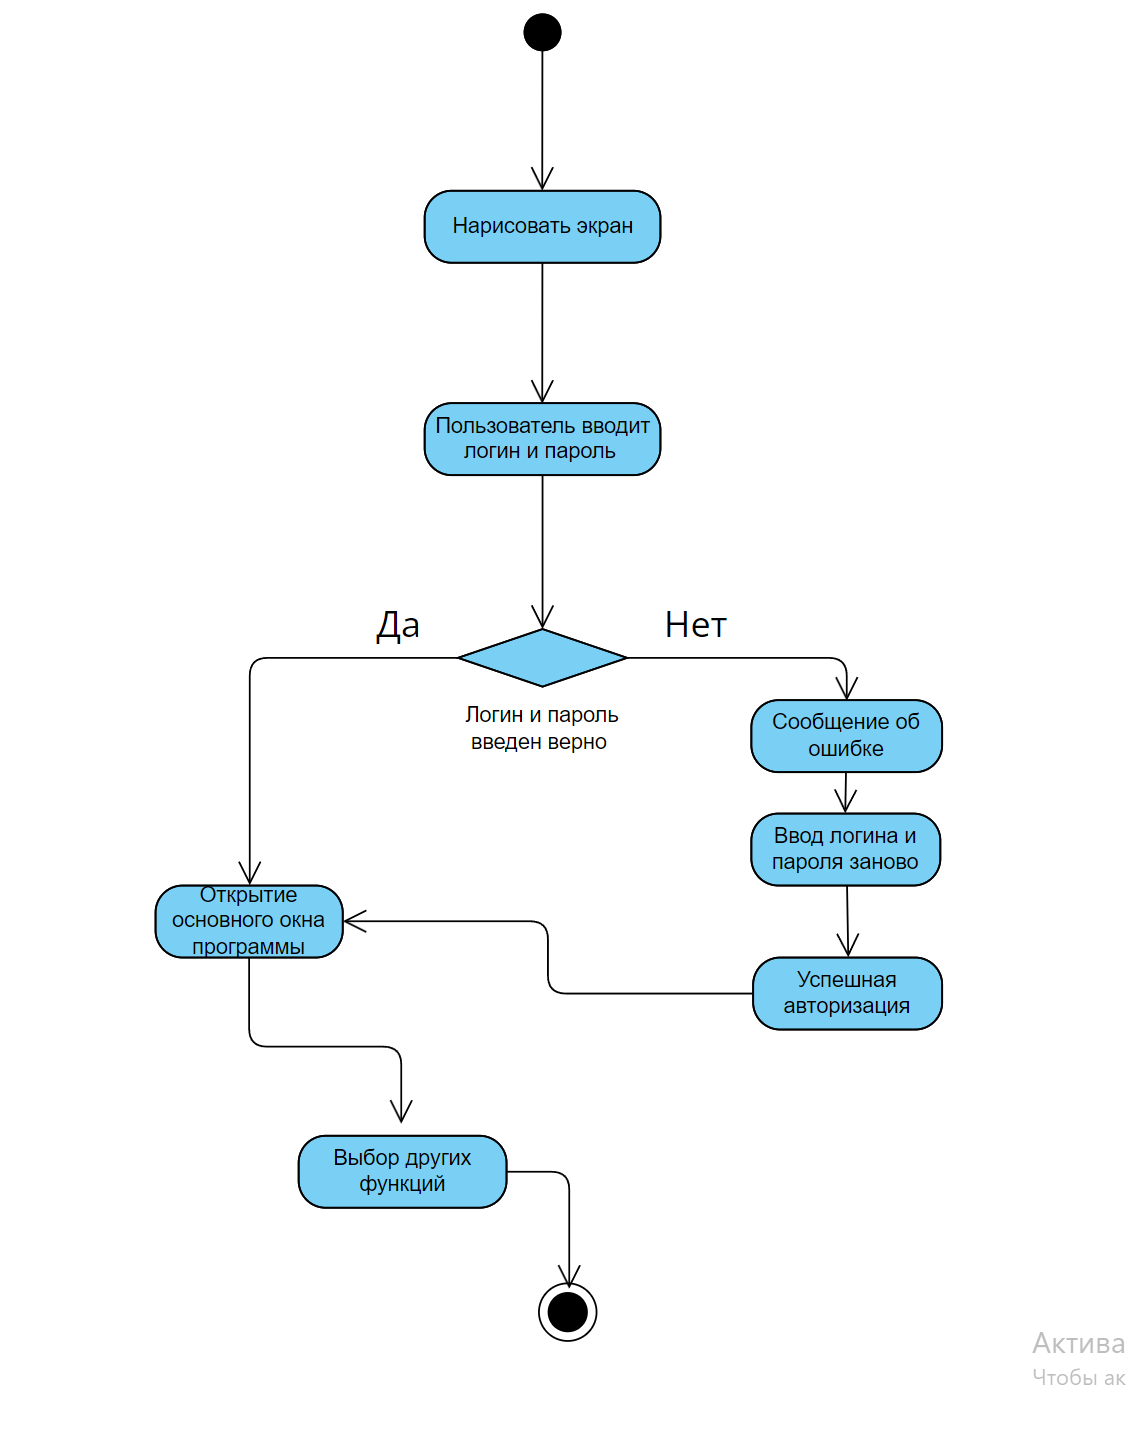 Нарисовать экран
Пользователь вводит
логин и пароль
Да
Нет
Логин и пароль
введен верно
Сообщение об
ошибке
Ввод логина и
пароля заново
Открытие
основного окна
программы
Успешная
авторизация
Выбор других
функций
Актива
Чтобы ак